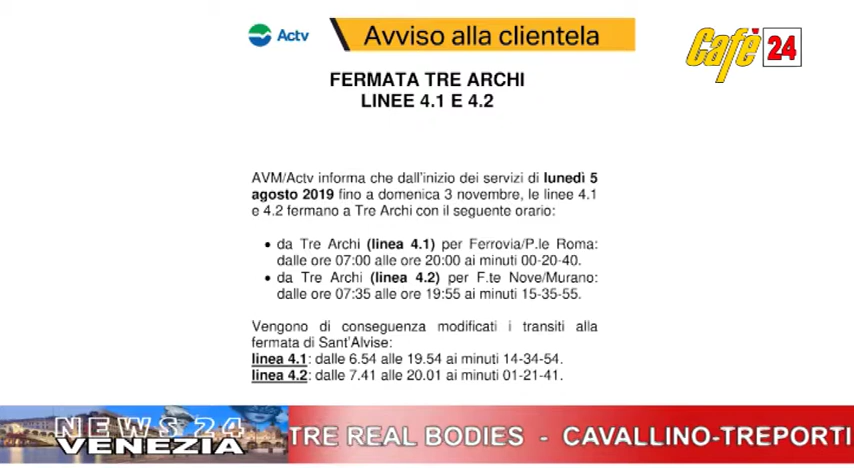 Actv
Avviso alla clientela
Cafè 24
FERMATA TRE ARCHI
LINEE 4.1 E 4.2
AVM/Actv informa che dall'inizio dei servizi di lunedì 5
agosto 2019 fino a domenica 3 novembre, le linee 4.1
e 4.2 fermano a Tre Archi con il seguente orario:
• da Tre Archi (linea 4.1) per Ferrovia/P.le Roma:
dalle ore 07:00 alle ore 20:00 ai minuti 00-20-40.
• da Tre Archi (linea 4.2) per F.te Nove/Murano:
dalle ore 07:35 alle ore 19:55 ai minuti 15-35-55.
Vengono di conseguenza modificati i transiti alla
fermata di Sant'Alvise:
linea 4.1: dalle 6.54 alle 19.54 ai minuti 14-34-54.
linea 4.2: dalle 7.41 alle 20.01 ai minuti 01-21-41.
NEWS 24
VENEZIA
TRE REAL BODIES - CAVALLINO-TREPORTI